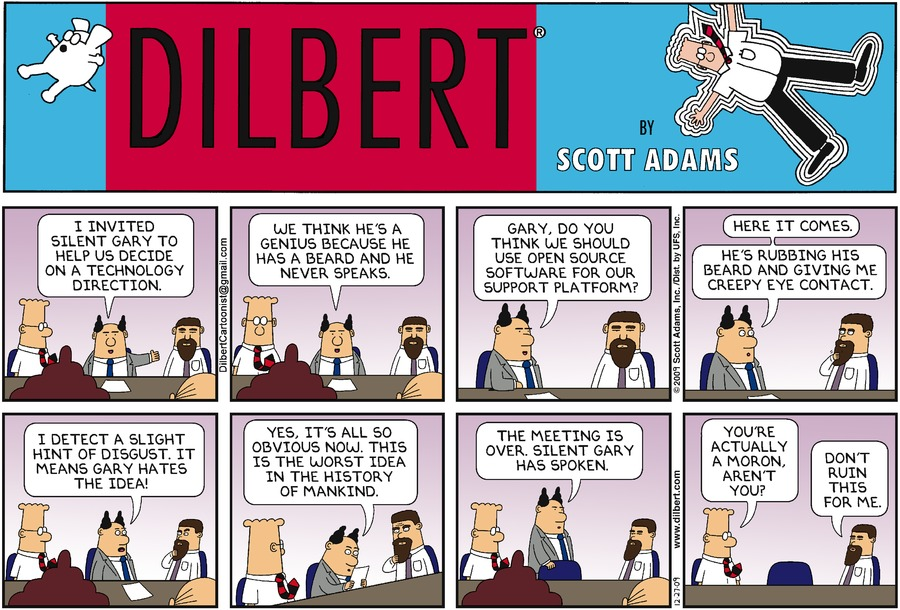 DILBERT®
BY
SCOTT ADAMS
I INVITED
SILENT GARY TO
HELP US DECIDE
ON A TECHNOLOGY
DIRECTION.
DilbertCartoonist@gmail.com
WE THINK HE'S A
GENIUS BECAUSE HE
HAS A BEARD AND HE
NEVER SPEAKS.
GARY, DO YOU
THINK WE SHOULD
USE OPEN SOURCE
SOFTWARE FOR OUR
SUPPORT PLATFORM?
©2009 Scott Adams, Inc./Dist. by UFS, Inc.
HERE IT COMES.
HE'S RUBBING HIS
BEARD AND GIVING ME
CREEPY EYE CONTACT.
I DETECT A SLIGHT
HINT OF DISGUST. IT
MEANS GARY HATES
THE IDEA!
YES, IT'S ALL SO
OBVIOUS NOW. THIS
IS THE WORST IDEA
IN THE HISTORY
OF MANKIND.
THE MEETING IS
OVER. SILENT GARY
HAS SPOKEN.
12-27-09 www.dilbert.com
YOU'RE
ACTUALLY
A MORON,
AREN'T
YOU?
DON'T
RUIN
THIS
FOR ME.